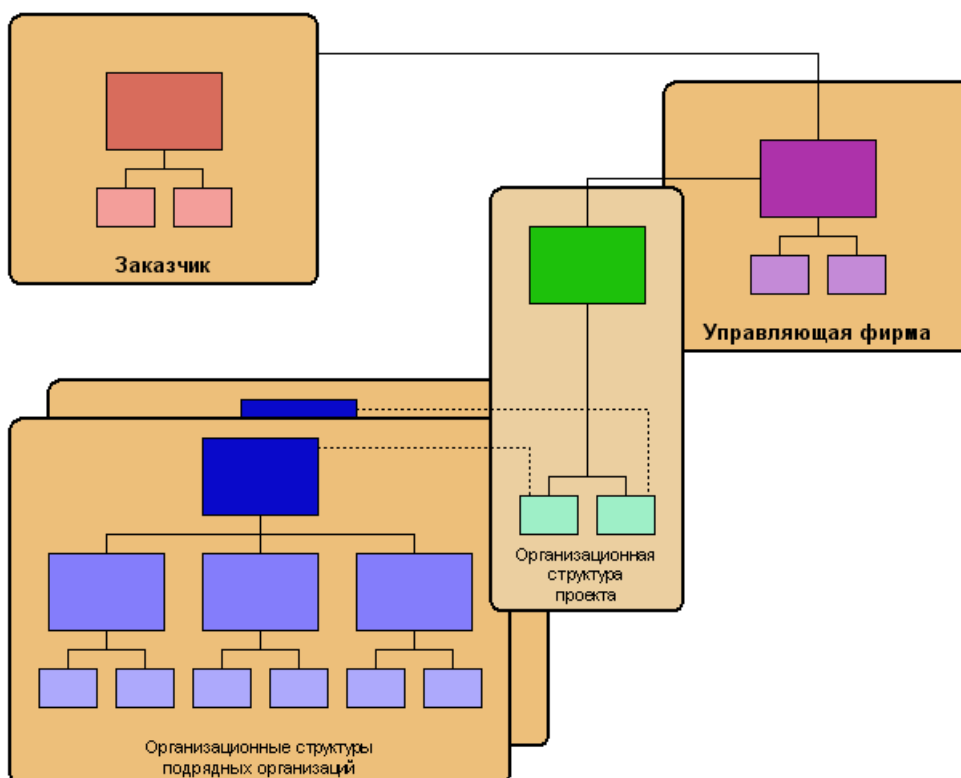 Заказчик
Управляющая фирма
Организационная
структура
проекта
Организационные структуры
подрядных организаций